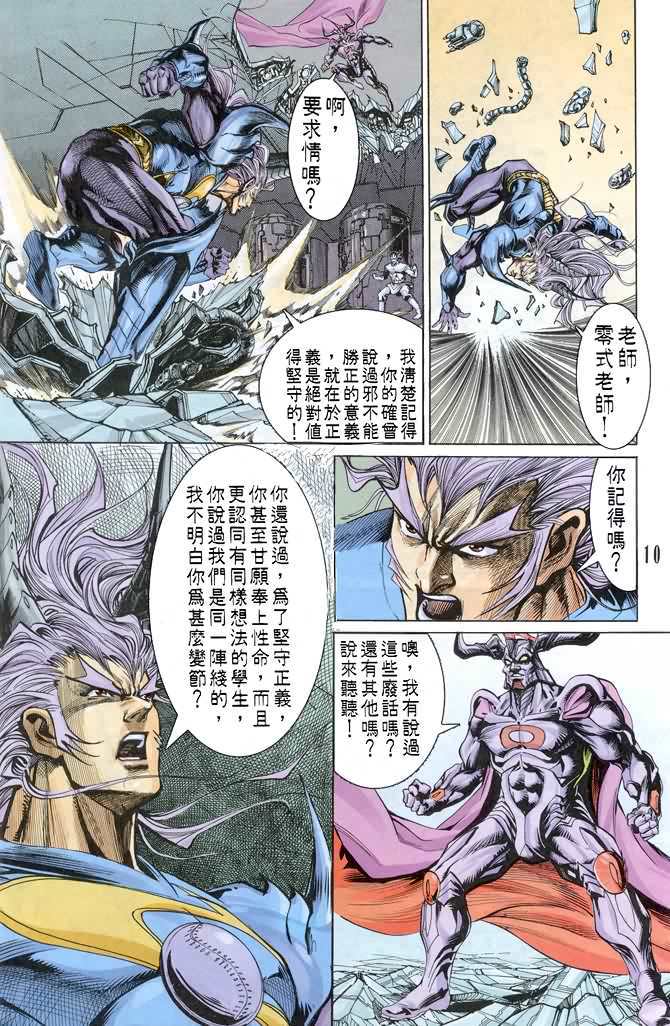 老師，
零式老師！
啊，
要求情嗎？
我清楚記得
，你的確曾
說過邪不能
勝正的意義
，就在於正
義是絕對值
得堅守的！
你記得嗎？
你還說過，為了堅守正義，
你甚至甘願奉上性命，而且
更認同有同樣想法的學生，
你說過我們是同一陣綫的，
我不明白你為甚麼變節？
噢，我有說過
這些廢話嗎？
還有其他嗎？
說來聽聽！
10